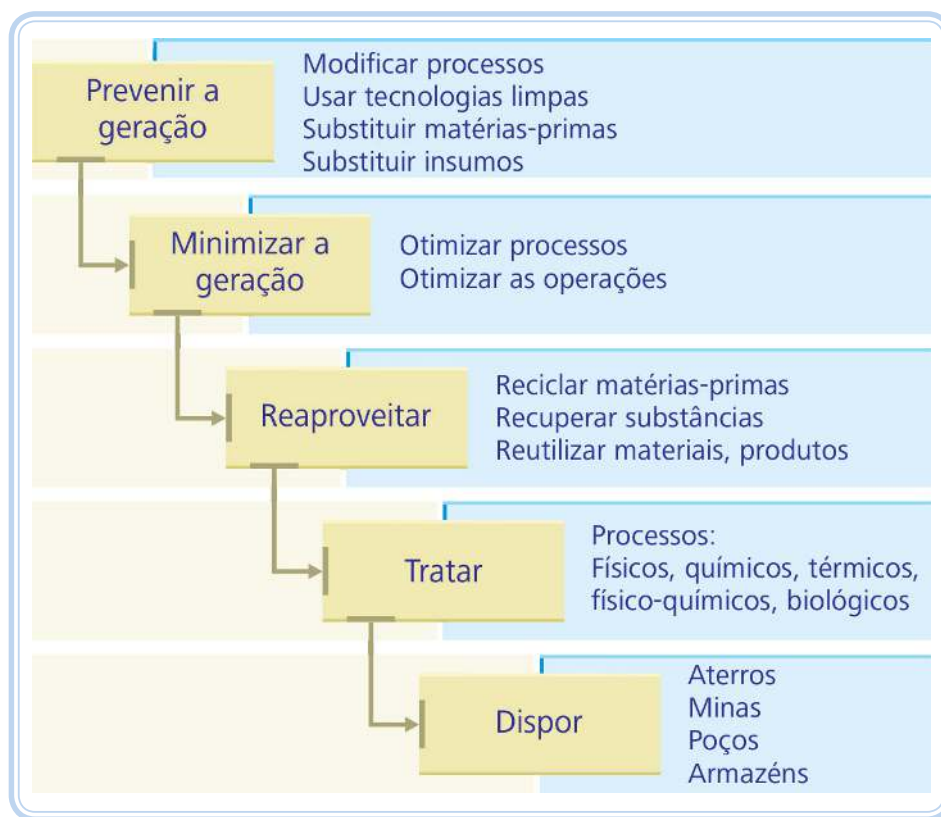 Prevenir a
geração
Modificar processos
Usar tecnologias limpas
Substituir matérias-primas
Substituir insumos
Minimizar a
geração
Otimizar processos
Otimizar as operações
Reaproveitar
Reciclar matérias-primas
Recuperar substâncias
Reutilizar materiais, produtos
Tratar
Processos:
Físicos, químicos, térmicos,
físico-químicos, biológicos
Dispor
Aterros
Minas
Poços
Armazéns